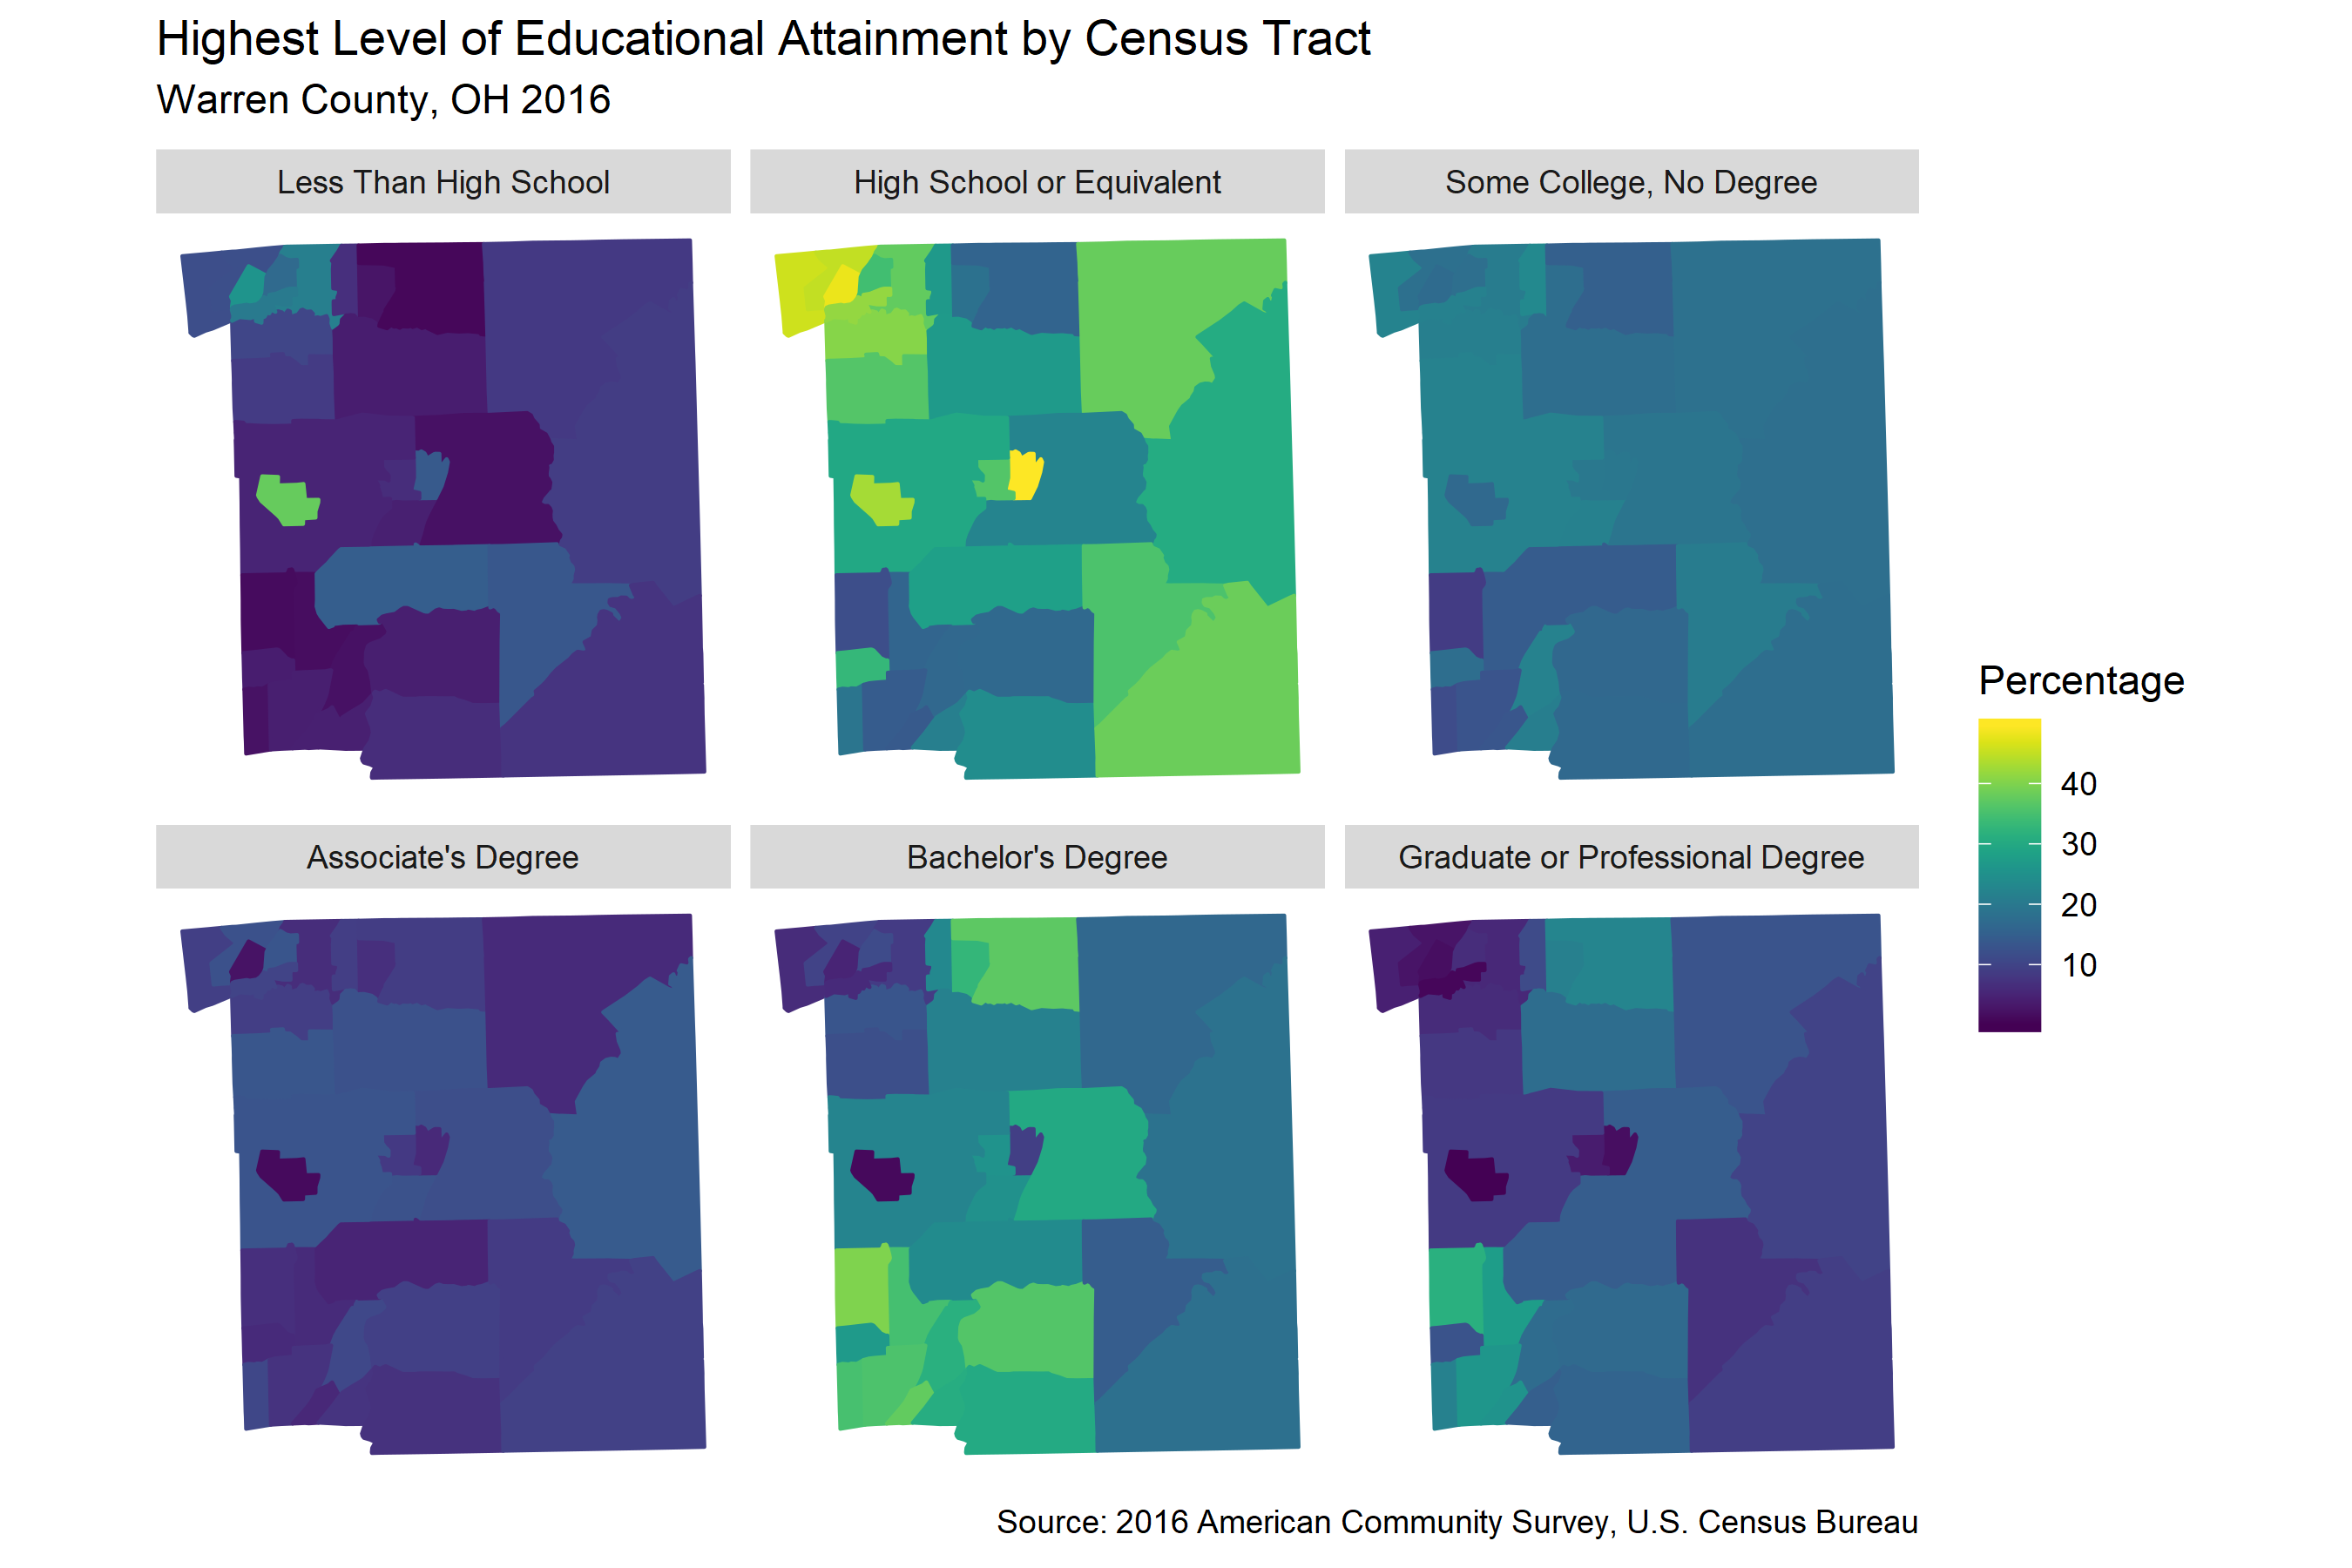 Highest Level of Educational Attainment by Census Tract
Warren County, OH 2016
Less Than High School
High School or Equivalent
Some College, No Degree
Associate's Degree
Bachelor's Degree
Graduate or Professional Degree
Percentage
40
30
20
10
Source: 2016 American Community Survey, U.S. Census Bureau